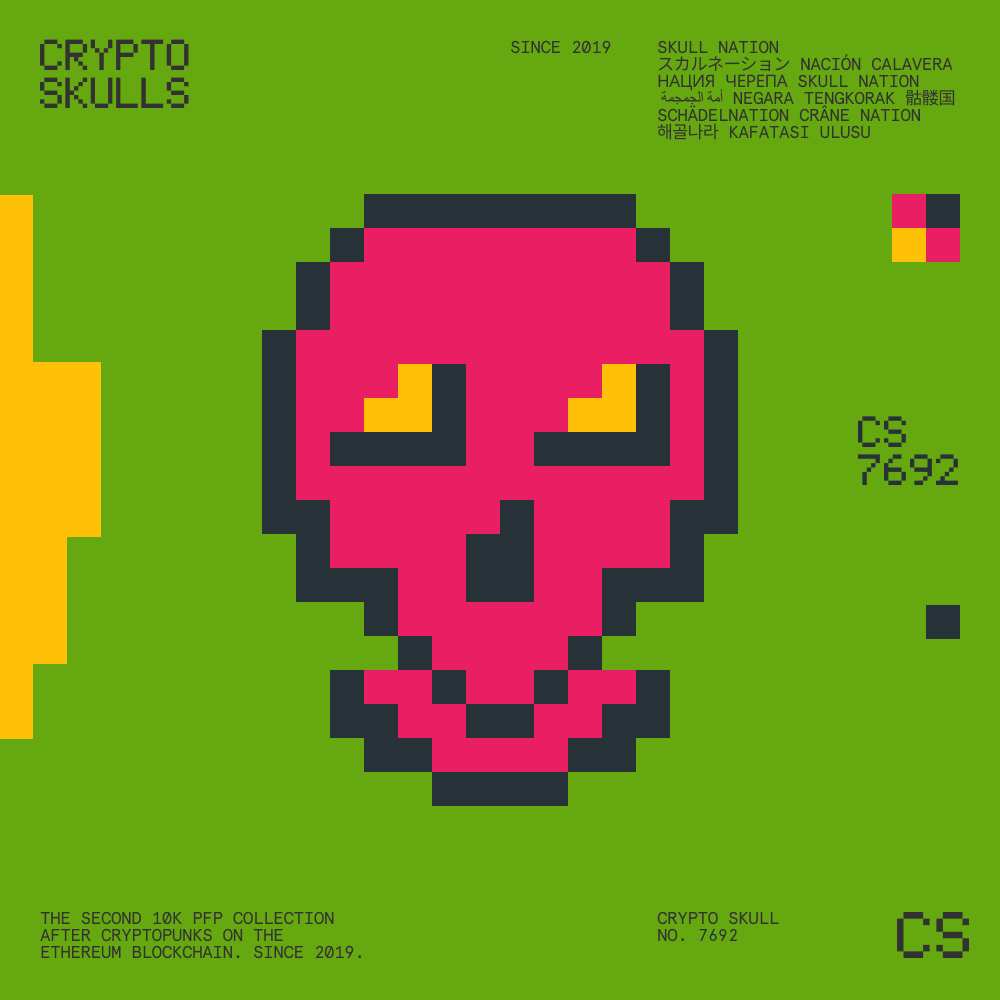 CRYPTO
SKULLS
SINCE 2019
SKULL NATION
スカルネーション NACIÓN CALAVERA
НАЦИЯ ЧЕРЕПА SKULL NATION
أمة الجمجمة NEGARA TENGKORAK 骷髅国
SCHÄDELNATION CRÂNE NATION
해골나라 KAFATASI ULUSU
CS
7692
THE SECOND 10K PFP COLLECTION
AFTER CRYPTOPUNKS ON THE
ETHEREUM BLOCKCHAIN. SINCE 2019.
CRYPTO SKULL
NO. 7692
CS